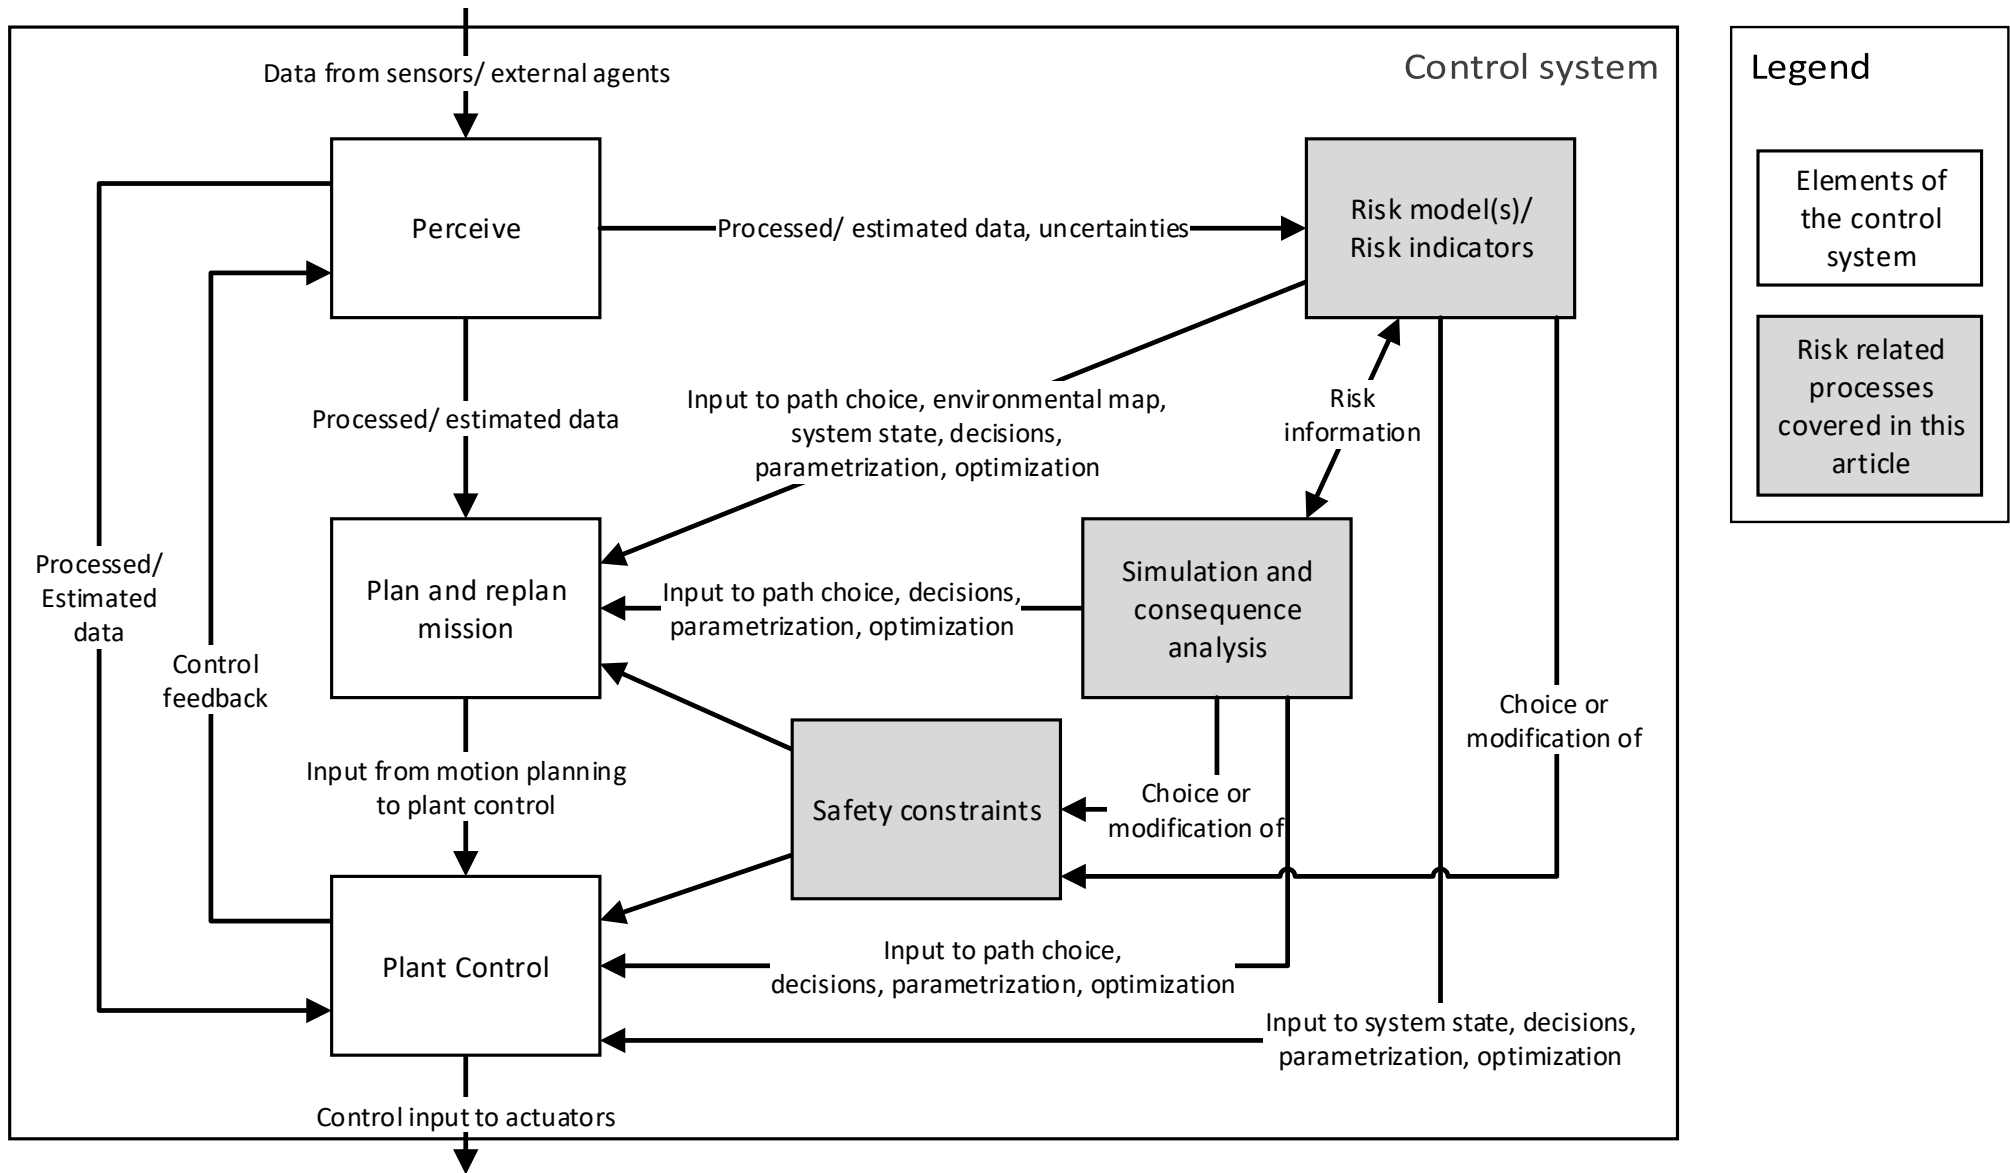 Data from sensors/ external agents
Control system
Legend
Perceive
Processed/ estimated data, uncertainties
Risk model(s)/
Risk indicators
Elements of
the control
system
Risk related
processes
covered in this
article
Processed/ estimated data
Input to path choice, environmental map,
system state, decisions,
parametrization, optimization
Risk
information
Processed/
Estimated
data
Control
feedback
Plan and replan
mission
Input to path choice, decisions,
parametrization, optimization
Simulation and
consequence
analysis
Choice or
modification of
Input from motion planning
to plant control
Safety constraints
Choice or
modification of
Plant Control
Input to path choice,
decisions, parametrization, optimization
Input to system state, decisions,
parametrization, optimization
Control input to actuators